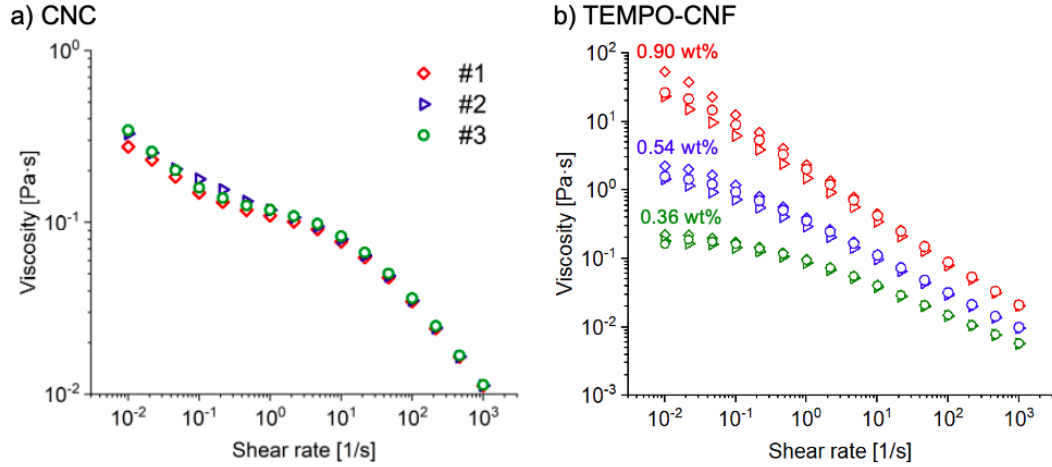 a) CNC
10⁰
10⁻¹
10⁻²
Viscosity [Pa·s]
#1
#2
#3
10⁻² 10⁻¹ 10⁰ 10¹ 10² 10³
Shear rate [1/s]
b) TEMPO-CNF
10²
10¹
10⁰
10⁻¹
10⁻²
10⁻³
Viscosity [Pa·s]
0.90 wt%
0.54 wt%
0.36 wt%
10⁻² 10⁻¹ 10⁰ 10¹ 10² 10³
Shear rate [1/s]